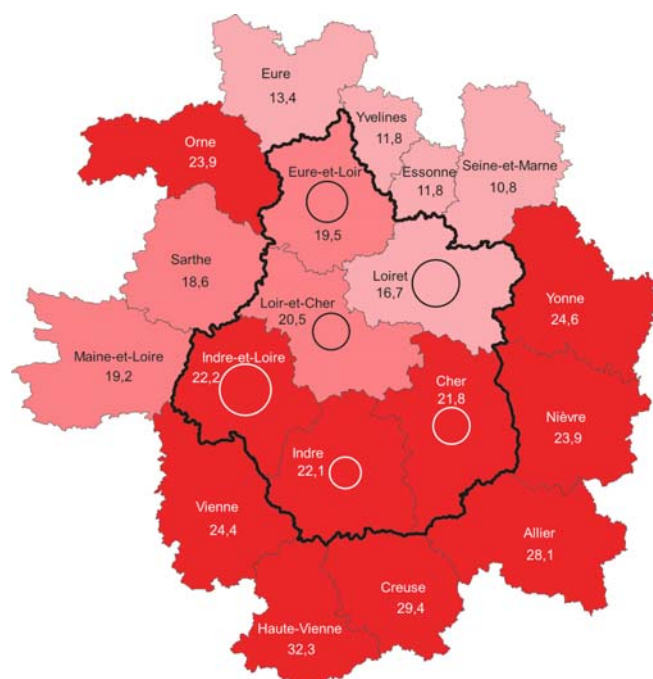 Eure
13,4
Yvelines
11,8
Orne
23,9
Essonne
11,8
Seine-et-Marne
10,8
Eure-et-Loir
19,5
Sarthe
18,6
Loiret
16,7
Loir-et-Cher
20,5
Yonne
24,6
Maine-et-Loire
19,2
Indre-et-Loire
22,2
Cher
21,8
Nièvre
23,9
Indre
22,1
Vienne
24,4
Allier
28,1
Creuse
29,4
Haute-Vienne
32,3